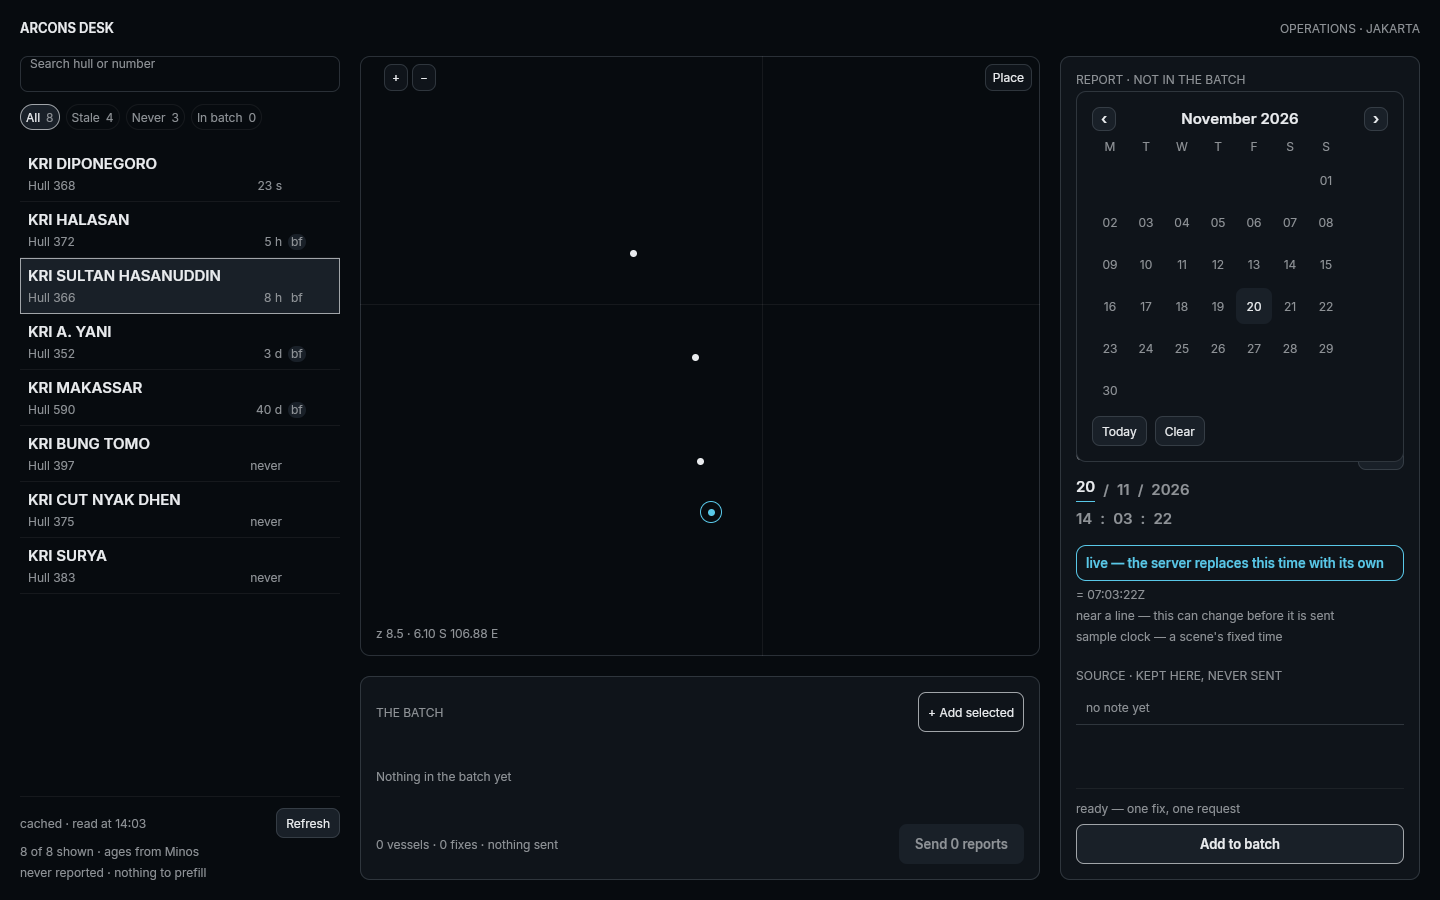 ARCONS DESK
OPERATIONS · JAKARTA
Search hull or number
All 8
Stale 4
Never 3
In batch 0
KRI DIPONEGORO
Hull 368 23 s
KRI HALASAN
Hull 372 5 h bf
KRI SULTAN HASANUDDIN
Hull 366 8 h bf
KRI A. YANI
Hull 352 3 d bf
KRI MAKASSAR
Hull 590 40 d bf
KRI BUNG TOMO
Hull 397 never
KRI CUT NYAK DHEN
Hull 375 never
KRI SURYA
Hull 383 never
cached · read at 14:03
Refresh
8 of 8 shown · ages from Minos
never reported · nothing to prefill
+ −
Place
z 8.5 · 6.10 S 106.88 E
THE BATCH
+ Add selected
Nothing in the batch yet
0 vessels · 0 fixes · nothing sent
Send 0 reports
REPORT · NOT IN THE BATCH
‹ November 2026 ›
M T W T F S S
01
02 03 04 05 06 07 08
09 10 11 12 13 14 15
16 17 18 19 20 21 22
23 24 25 26 27 28 29
30
Today Clear
20 / 11 / 2026
14 : 03 : 22
live — the server replaces this time with its own
= 07:03:22Z
near a line — this can change before it is sent
sample clock — a scene's fixed time
SOURCE · KEPT HERE, NEVER SENT
no note yet
ready — one fix, one request
Add to batch